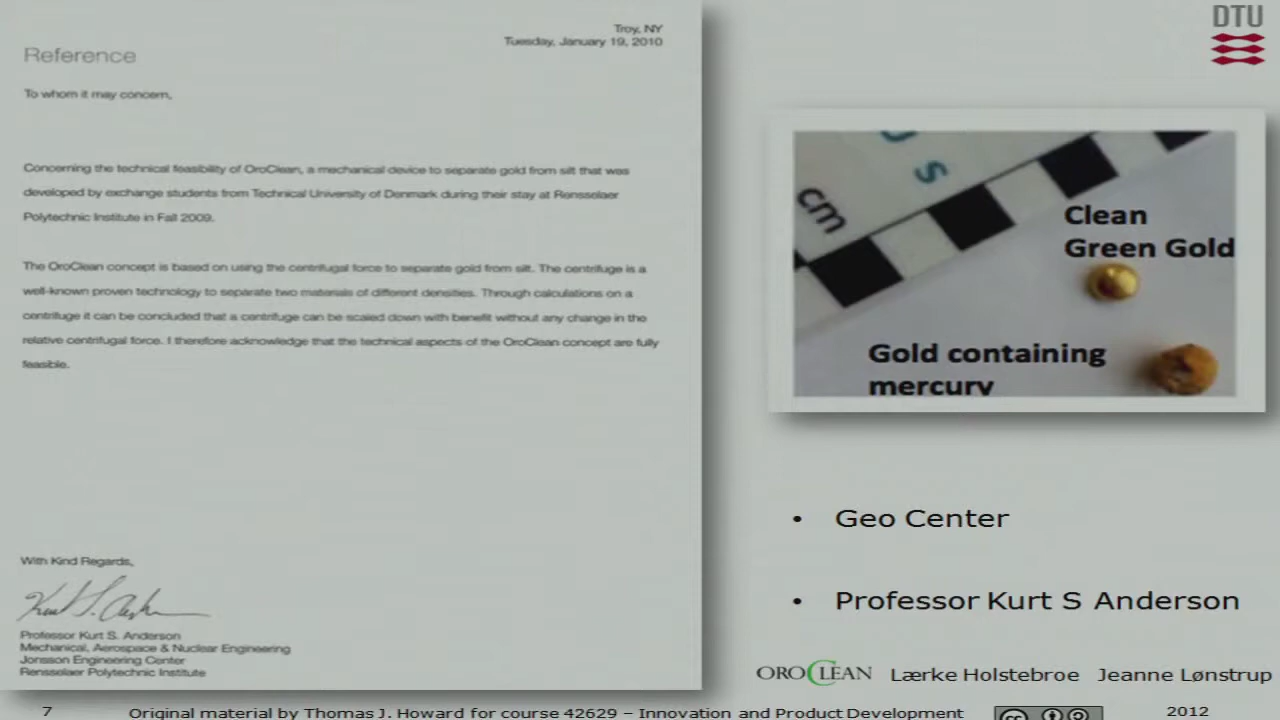 Troy, NY
Tuesday, January 19, 2010
Reference
To whom it may concern,
Concerning the technical feasibility of OroClean, a mechanical device to separate gold from silt that was
developed by exchange students from Technical University of Denmark during their stay at Rensselaer
Polytechnic Institute in Fall 2009.
The OroClean concept is based on using the centrifugal force to separate gold from silt. The centrifuge is a
well-known proven technology to separate two materials of different densities. Through calculations on a
centrifuge it can be concluded that a centrifuge can be scaled down with benefit without any change in the
relative centrifugal force. I therefore acknowledge that the technical aspects of the OroClean concept are fully
feasible.
With Kind Regards,
Kurt S. Anderson
Professor Kurt S. Anderson
Mechanical, Aerospace & Nuclear Engineering
Jonsson Engineering Center
Rensselaer Polytechnic Institute
DTU
cm
Clean
Green Gold
Gold containing
mercury
• Geo Center
• Professor Kurt S Anderson
OROCLEAN Lærke Holstebroe Jeanne Lønstrup
7 Original material by Thomas J. Howard for course 42629 – Innovation and Product Development cc 2012